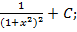 1/(1+x²)² + C;